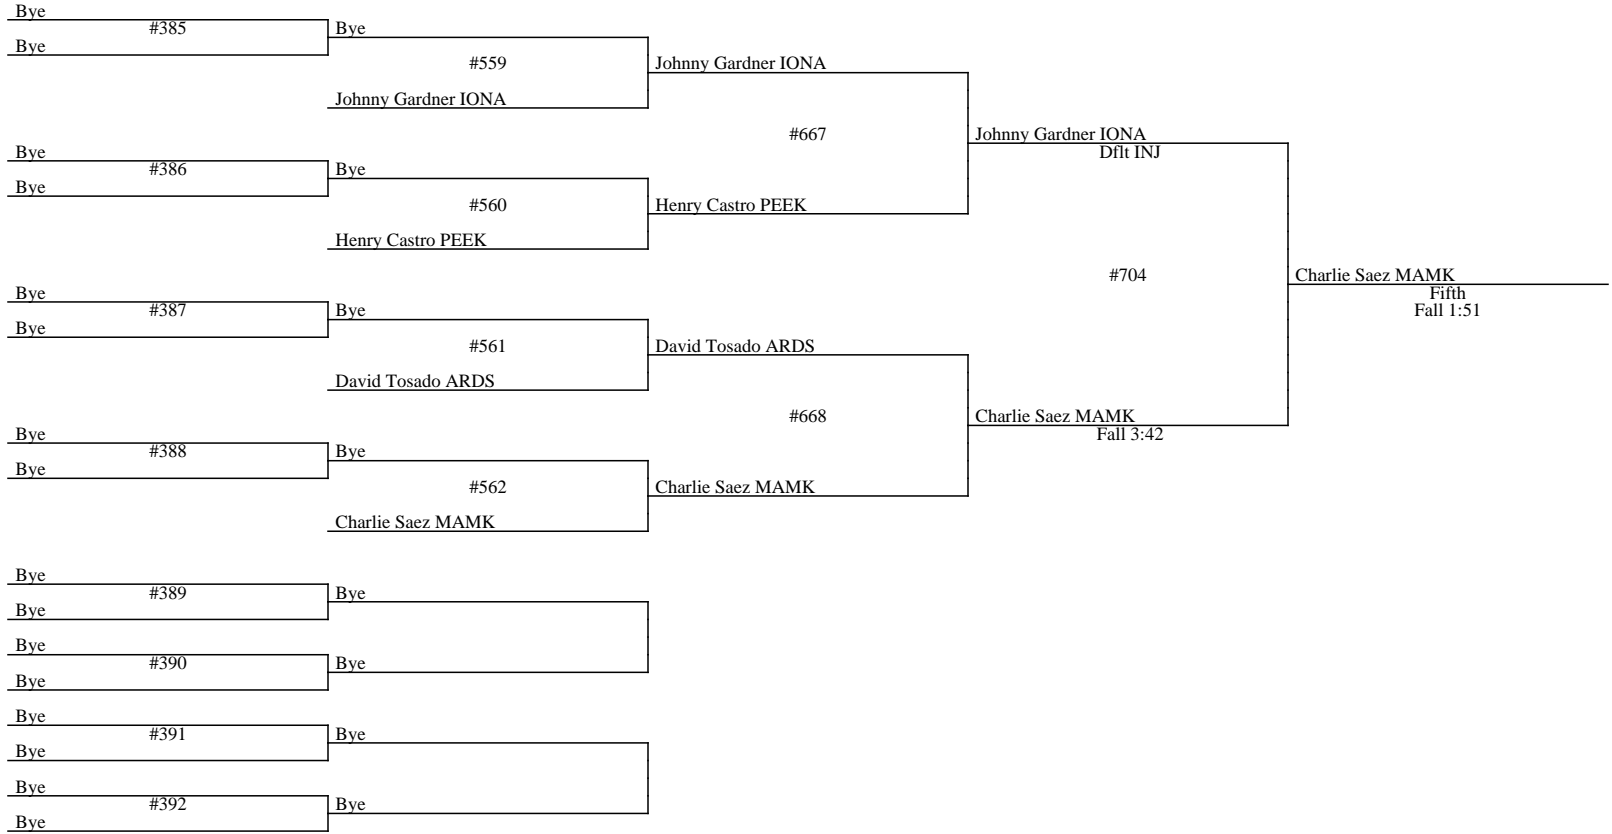 Bye
#385
Bye
Bye
#559
Johnny Gardner IONA
Johnny Gardner IONA
#667
Johnny Gardner IONA
Dflt INJ
Bye
#386
Bye
Bye
#560
Henry Castro PEEK
Henry Castro PEEK
#704
Charlie Saez MAMK
Fifth
Fall 1:51
Bye
#387
Bye
Bye
#561
David Tosado ARDS
David Tosado ARDS
#668
Charlie Saez MAMK
Fall 3:42
Bye
#388
Bye
Bye
#562
Charlie Saez MAMK
Charlie Saez MAMK
Bye
#389
Bye
Bye
Bye
#390
Bye
Bye
Bye
#391
Bye
Bye
Bye
#392
Bye
Bye